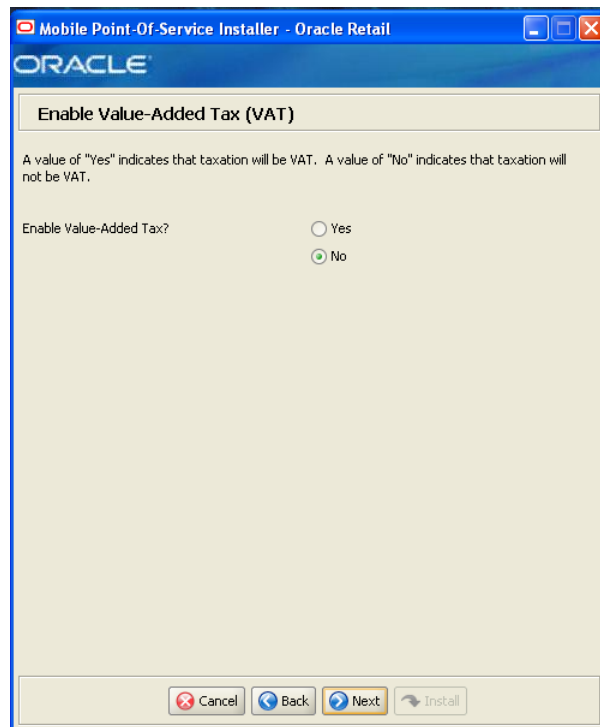 Mobile Point-Of-Service Installer - Oracle Retail
ORACLE
Enable Value-Added Tax (VAT)
A value of "Yes" indicates that taxation will be VAT. A value of "No" indicates that taxation will
not be VAT.
Enable Value-Added Tax? Yes
No
Cancel Back Next Install